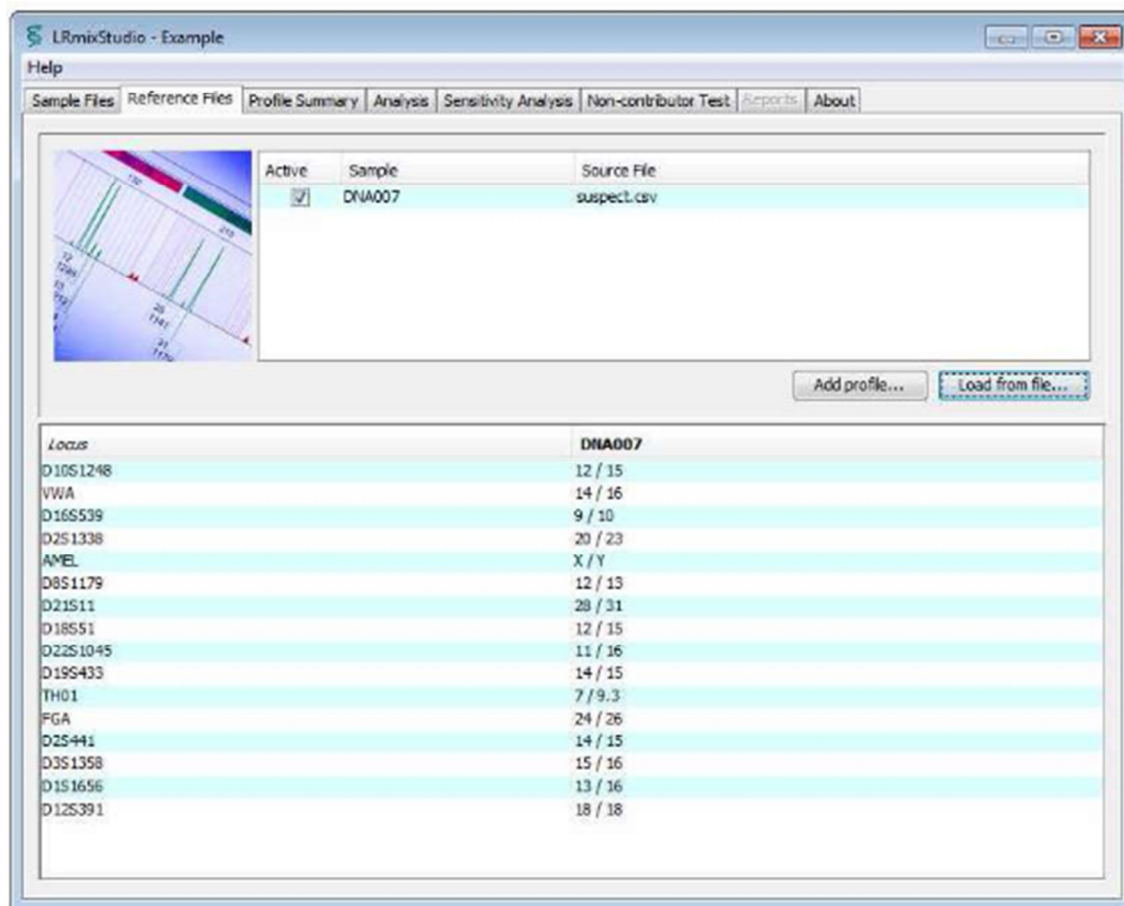 LRmixStudio - Example
Help
Sample Files Reference Files Profile Summary Analysis Sensitivity Analysis Non-contributor Test Reports About
Active Sample Source File
DNA007 suspect.csv
Add profile... Load from file...
Locus DNA007
D10S1248 12 / 15
VWA 14 / 16
D16S539 9 / 10
D2S1338 20 / 23
AMEL X / Y
D8S1179 12 / 13
D21S11 28 / 31
D18S51 12 / 15
D22S1045 11 / 16
D19S433 14 / 15
TH01 7 / 9.3
FGA 24 / 26
D2S441 14 / 15
D3S1358 15 / 16
D1S1656 13 / 16
D12S391 18 / 18